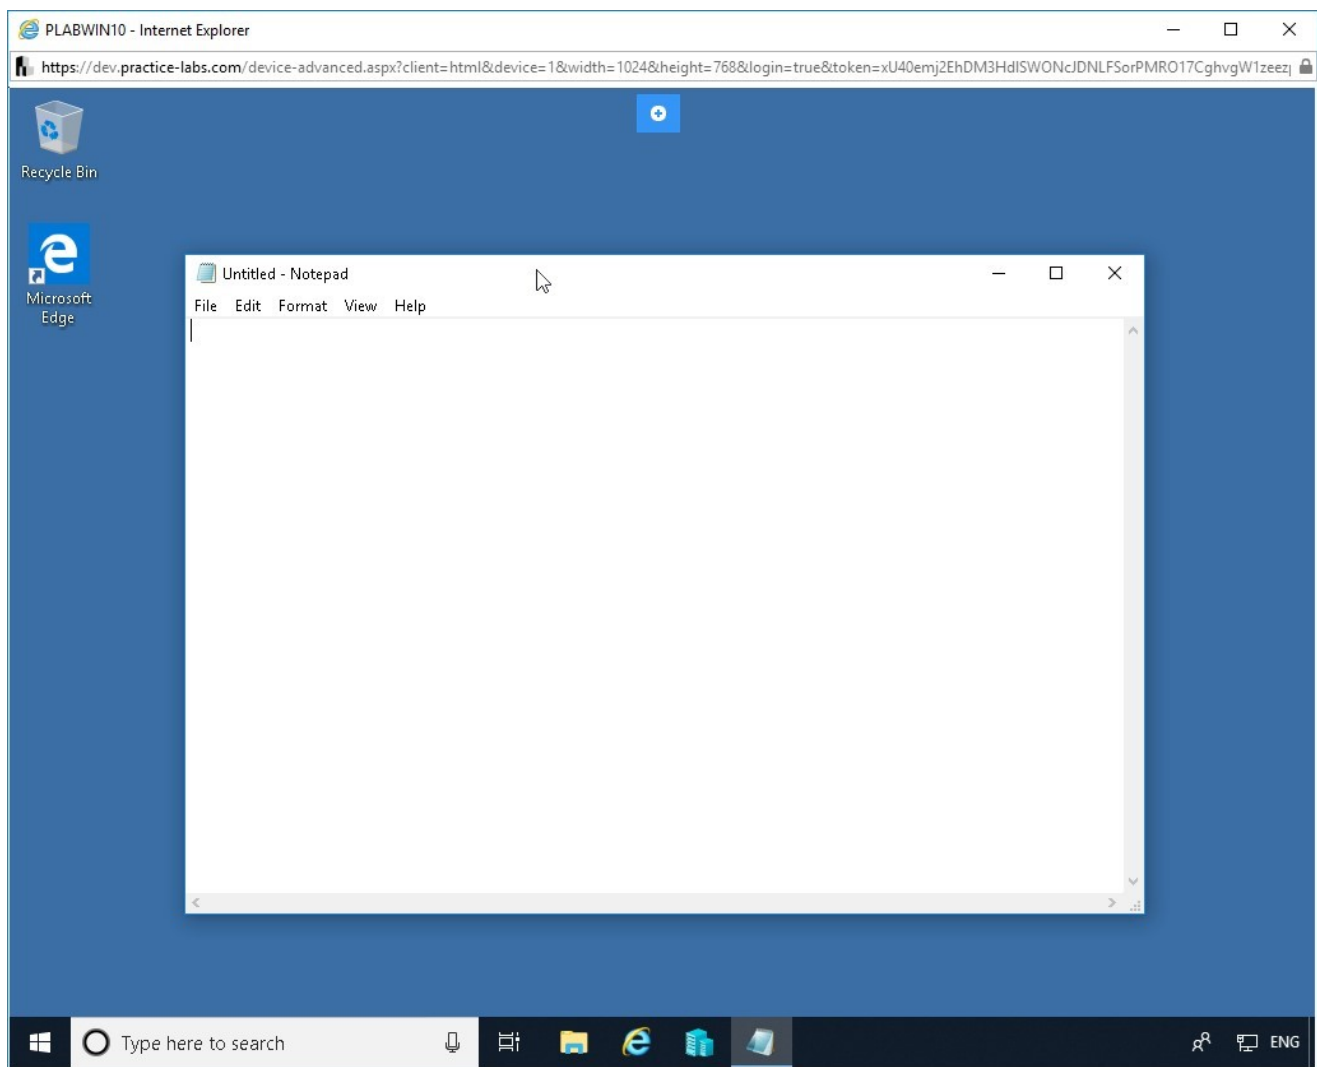 PLABWIN10 - Internet Explorer
https://dev.practice-labs.com/device-advanced.aspx?client=html&device=1&width=1024&height=768&login=true&token=
Recycle Bin
Microsoft
Edge
Untitled - Notepad
File Edit Format View Help
Type here to search
ENG